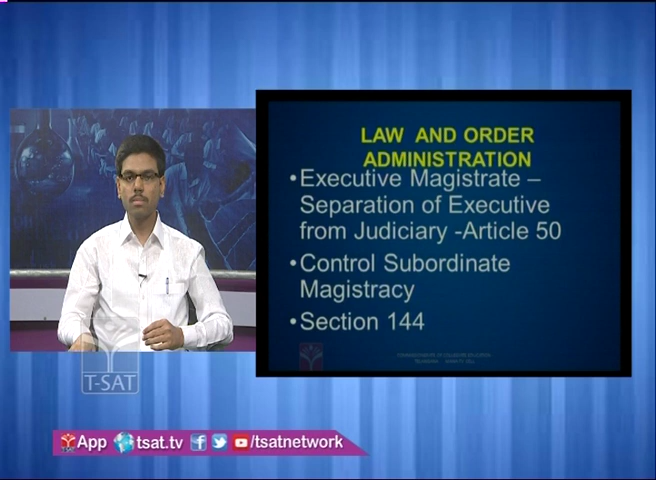 LAW AND ORDER
ADMINISTRATION
•Executive Magistrate –
Separation of Executive
from Judiciary -Article 50
•Control Subordinate
Magistracy
•Section 144
T-SAT
App tsat.tv /tsatnetwork